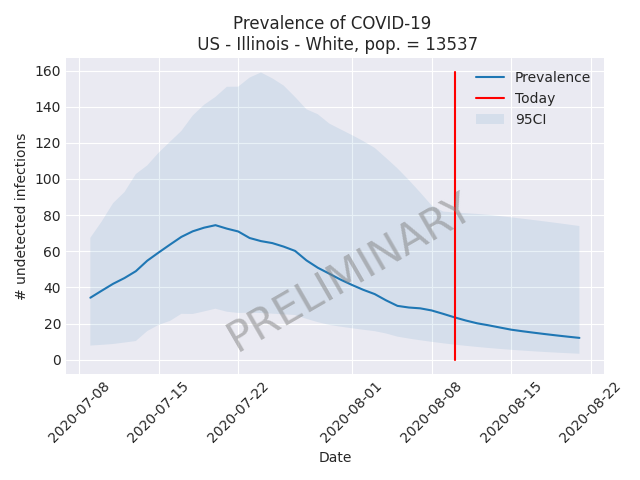 Prevalence of COVID-19
US - Illinois - White, pop. = 13537
# undetected infections
160
140
120
100
80
60
40
20
0
Prevalence
Today
95CI
PRELIMINARY
2020-07-08
2020-07-15
2020-07-22
2020-08-01
2020-08-08
2020-08-15
2020-08-22
Date